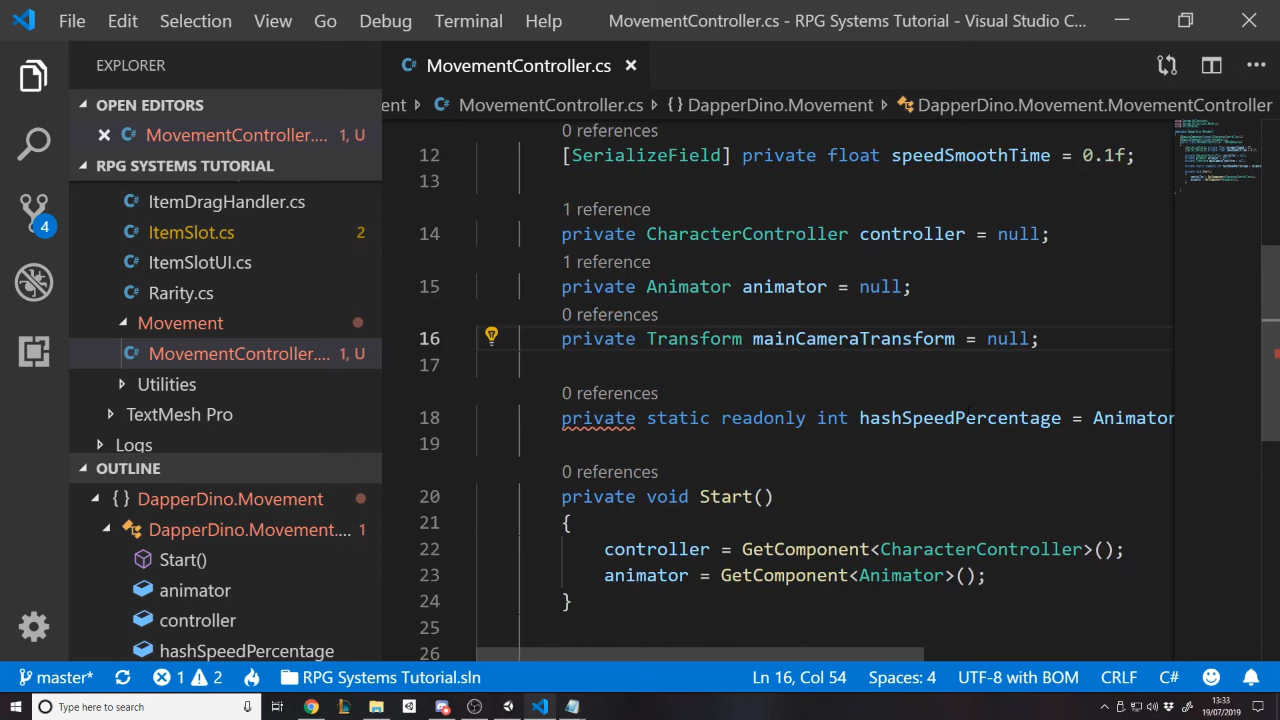 File Edit Selection View Go Debug Terminal Help MovementController.cs - RPG Systems Tutorial - Visual Studio C...
EXPLORER
OPEN EDITORS
MovementController.... 1, U
RPG SYSTEMS TUTORIAL
ItemDragHandler.cs
ItemSlot.cs 2
ItemSlotUI.cs
Rarity.cs
Movement
MovementController.... 1, U
Utilities
TextMesh Pro
Logs
OUTLINE
{} DapperDino.Movement
DapperDino.Movement.... 1
Start()
animator
controller
hashSpeedPercentage
4
C# MovementController.cs
ent > C# MovementController.cs > {} DapperDino.Movement > DapperDino.Movement.MovementController
0 references
12 [SerializeField] private float speedSmoothTime = 0.1f;
13
1 reference
14 private CharacterController controller = null;
1 reference
15 private Animator animator = null;
0 references
16 private Transform mainCameraTransform = null;
17
0 references
18 private static readonly int hashSpeedPercentage = Animator
19
0 references
20 private void Start()
21 {
22 controller = GetComponent<CharacterController>();
23 animator = GetComponent<Animator>();
24 }
25
26
master* 1 2 RPG Systems Tutorial.sln Ln 16, Col 54 Spaces: 4 UTF-8 with BOM CRLF C#
Type here to search
13:33
19/07/2019